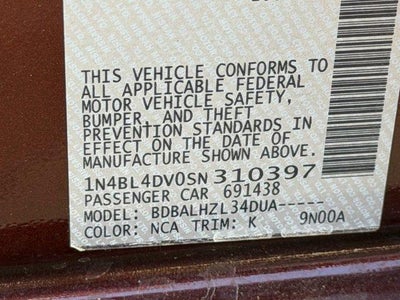 THIS VEHICLE CONFORMS TO
ALL APPLICABLE FEDERAL
MOTOR VEHICLE SAFETY,
BUMPER, AND THEFT
PREVENTION STANDARDS IN
EFFECT ON THE DATE OF
MANUFACTURE SHOWN ABOVE.
1N4BL4DV0SN310397
PASSENGER CAR 691438
MODEL: BDBALHZL34DUA-----
COLOR: NCA TRIM: K 9N00A